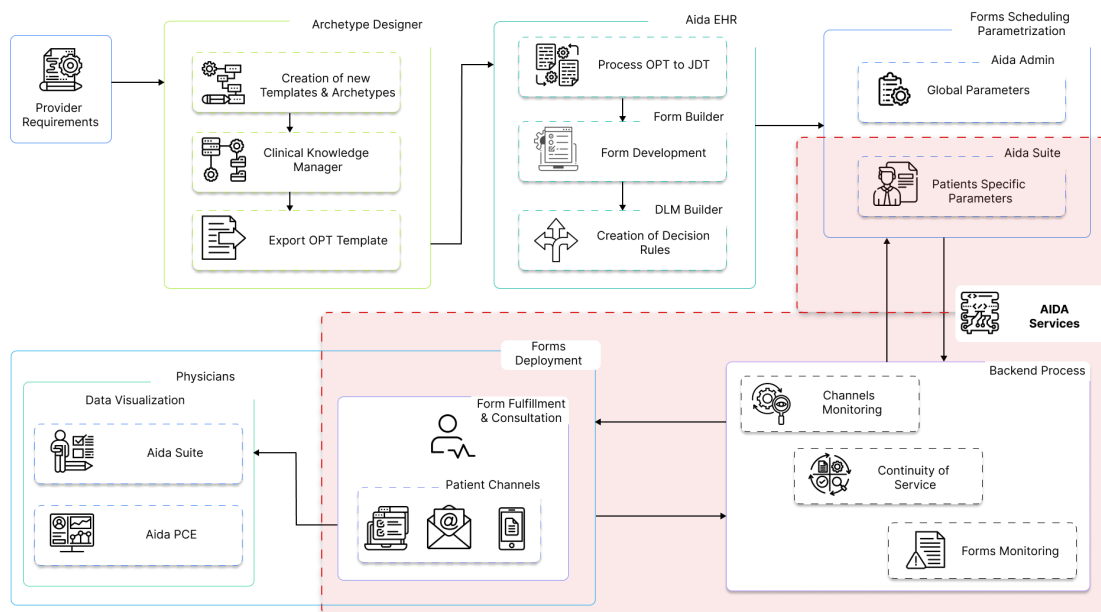 Provider
Requirements
Archetype Designer
Creation of new
Templates & Archetypes
Clinical Knowledge
Manager
Export OPT Template
Aida EHR
Process OPT to JDT
Form Builder
Form Development
DLM Builder
Creation of Decision
Rules
Forms Scheduling
Parametrization
Aida Admin
Global Parameters
Aida Suite
Patients Specific
Parameters
AIDA
Services
Forms
Deployment
Physicians
Data Visualization
Aida Suite
Aida PCE
Form Fulfillment
& Consultation
Patient Channels
Backend Process
Channels
Monitoring
Continuity of
Service
Forms Monitoring